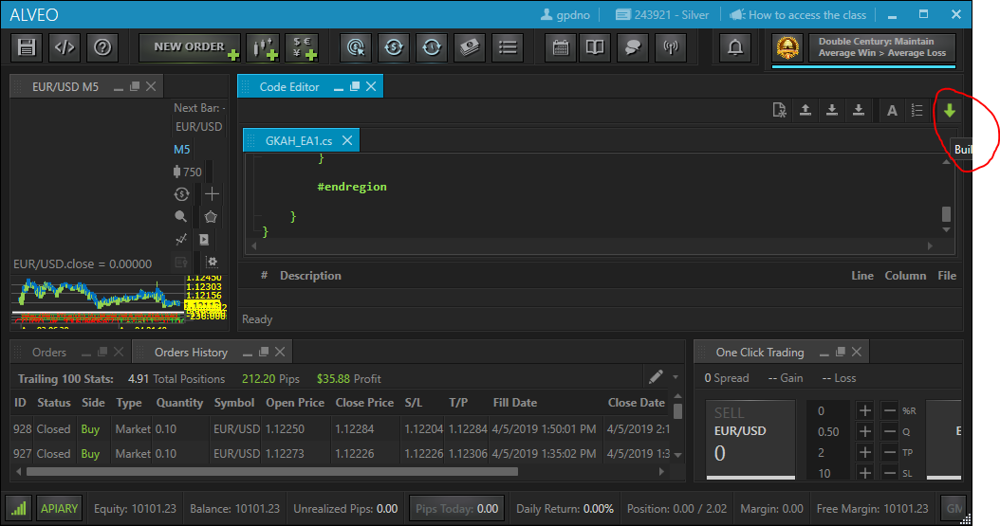 ALVEO
gpdno
243921 - Silver
How to access the class
NEW ORDER
$ €
¥
Double Century: Maintain
Average Win > Average Loss
EUR/USD M5
Next Bar: -
EUR/USD
M5
750
EUR/USD.close = 0.00000
1.12450
1.12303
1.12156
-230.000
Code Editor
A
Buil
GKAH_EA1.cs
}
#endregion
}
}
# Description Line Column File
Ready
Orders
Orders History
Trailing 100 Stats: 4.91 Total Positions 212.20 Pips $35.88 Profit
ID Status Side Type Quantity Symbol Open Price Close Price S/L T/P Fill Date Close Date
928 Closed Buy Market 0.10 EUR/USD 1.12250 1.12284 1.12204 1.12284 4/5/2019 1:50:01 PM 4/5/2019 2:1
927 Closed Buy Market 0.10 EUR/USD 1.12273 1.12226 1.12226 1.12306 4/5/2019 1:35:02 PM 4/5/2019 1:3
One Click Trading
0 Spread -- Gain -- Loss
SELL
EUR/USD
0
0 + − %R
0.50 + − Q
2 + − TP
10 + − SL
E
APIARY
Equity: 10101.23
Balance: 10101.23
Unrealized Pips: 0.00
Pips Today: 0.00
Daily Return: 0.00%
Position: 0.00 / 2.02
Margin: 0.00
Free Margin: 10101.23
GM